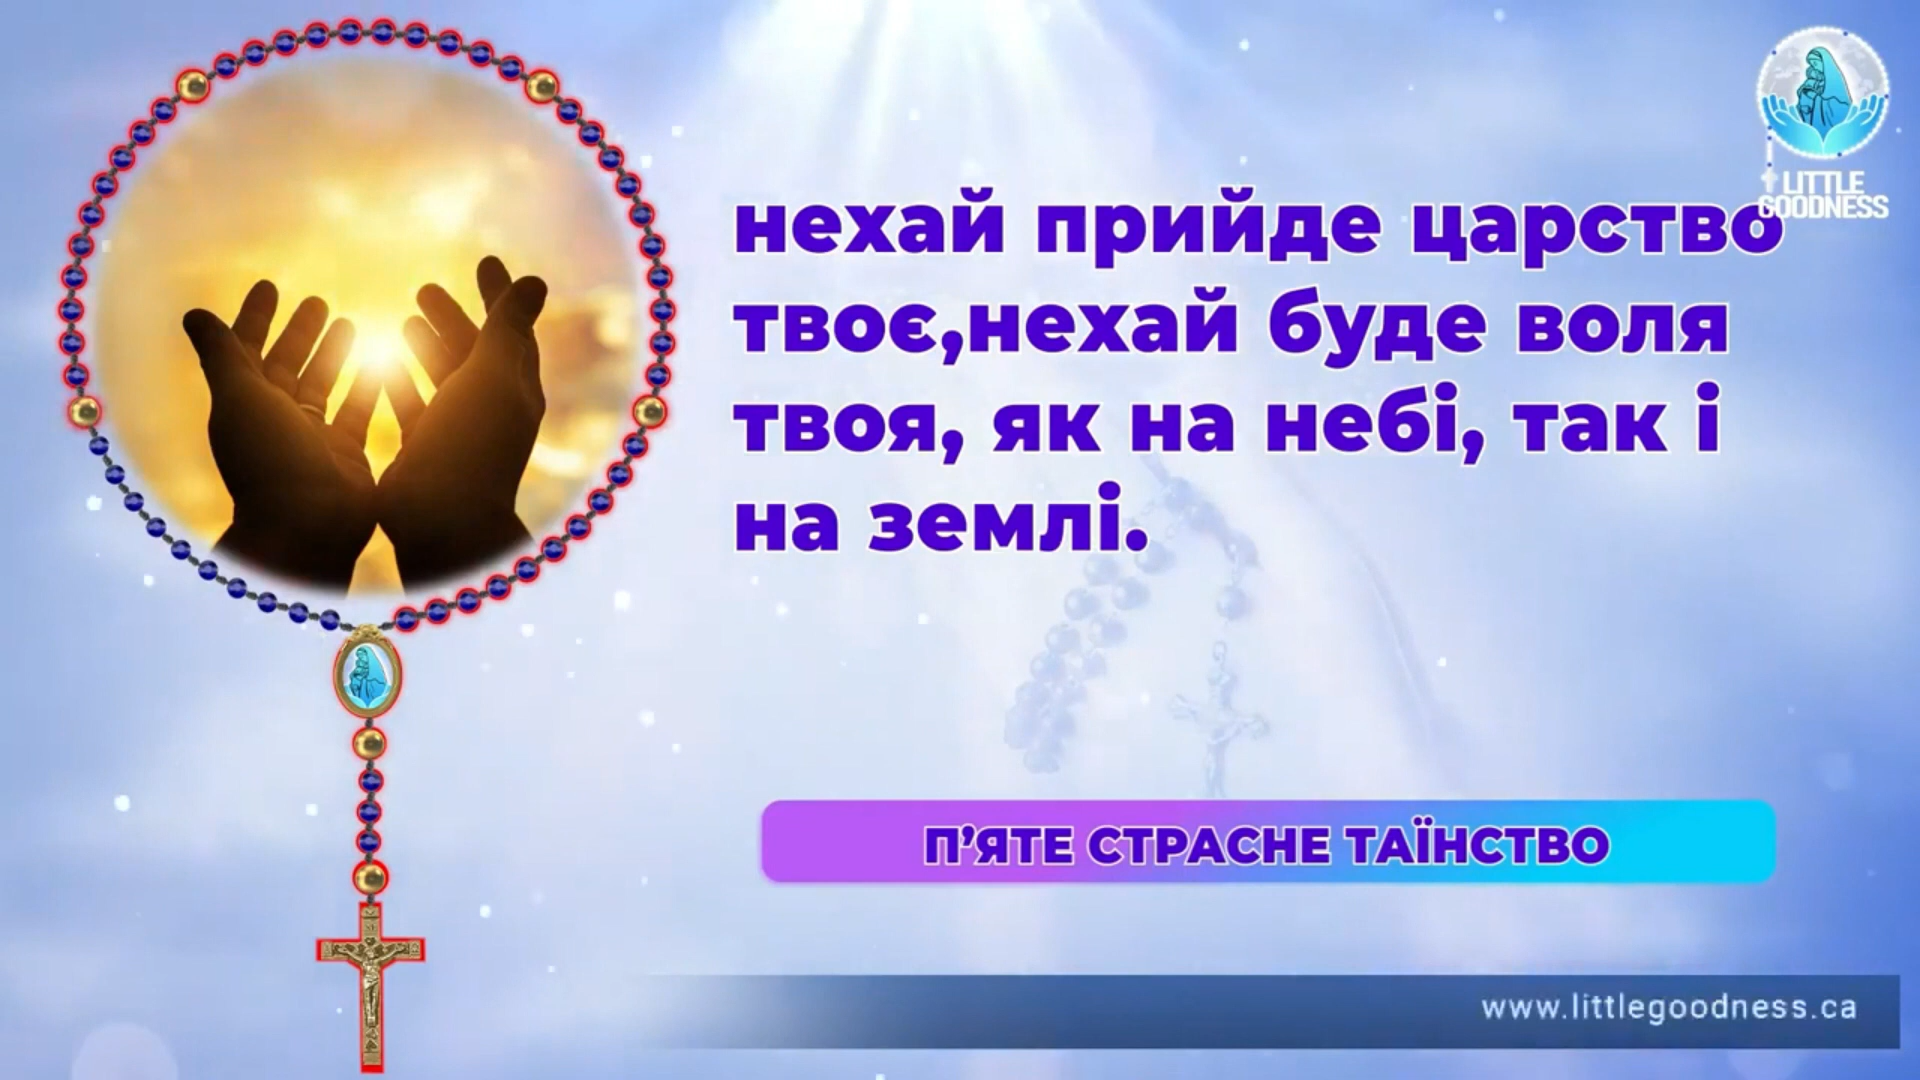 LITTLE
GOODNESS
нехай прийде царство
твоє,нехай буде воля
твоя, як на небі, так і
на землі.
П’ЯТЕ СТРАСНЕ ТАЇНСТВО
www.littlegoodness.ca